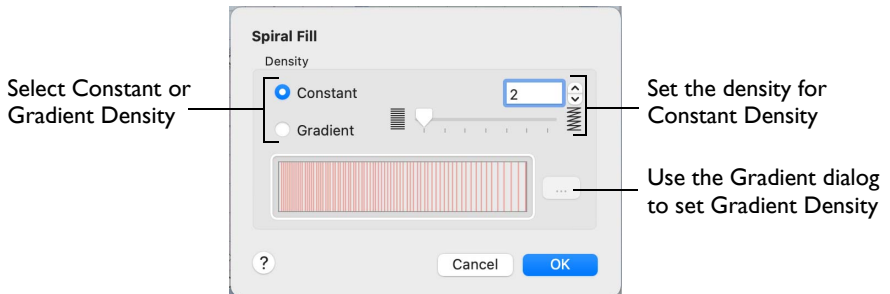 Spiral Fill
Density
Select Constant or
Gradient Density
Constant
2
Gradient
Set the density for
Constant Density
...
Use the Gradient dialog
to set Gradient Density
?
Cancel
OK